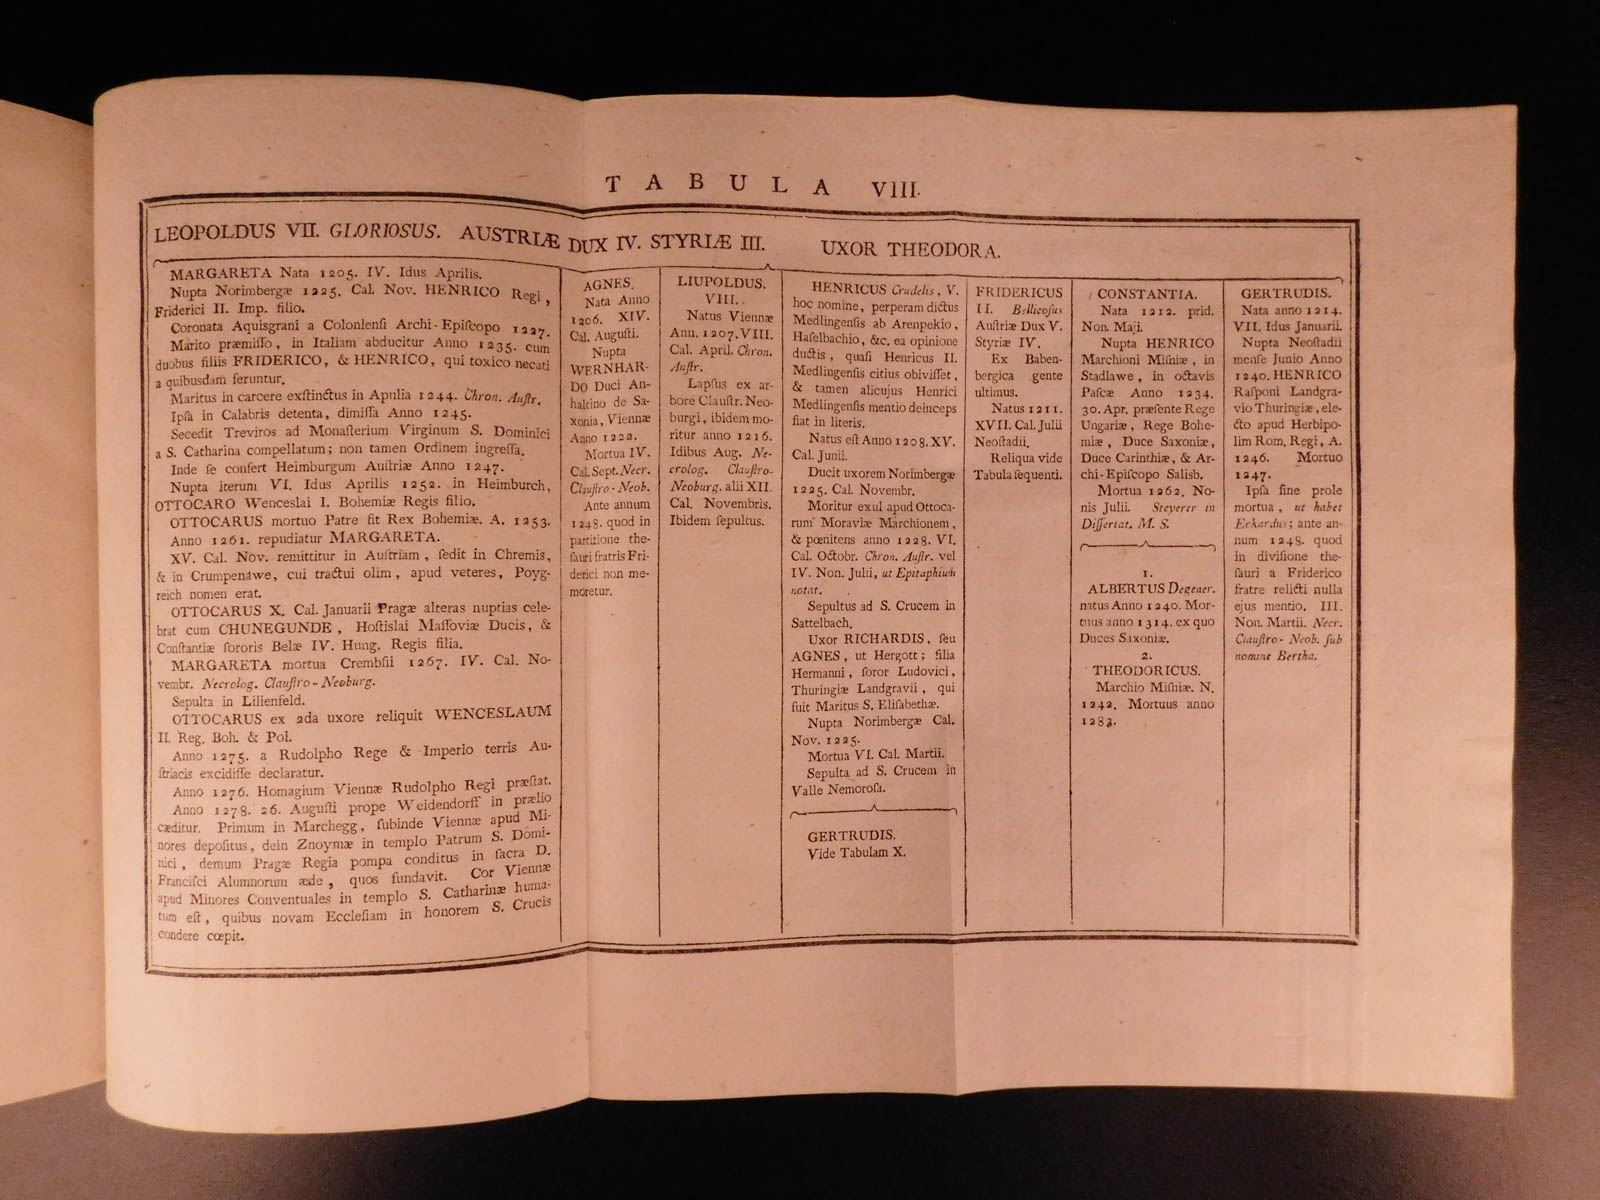 TABULA VIII.
LEOPOLDUS VII. GLORIOSUS. AUSTRIÆ DUX IV. STYRIÆ III. UXOR THEODORA.
MARGARETA Nata 1205. IV. Idus Aprilis.
Nupta Norimbergæ 1225. Cal. Nov. HENRICO Regi,
Friderici II. Imp. filio.
Coronata Aquisgrani a Colonienſi Archi-Epiſcopo 1227.
Marito præmiſſo, in Italiam abducitur Anno 1235. cum
duobus filiis FRIDERICO, & HENRICO, qui toxico necati
a quibusdam feruntur.
Maritus in carcere exſtinctus in Apulia 1244. Chron. Auſtr.
Ipſa in Calabris detenta, dimiſſa Anno 1245.
Secedit Treviros ad Monaſterium Virginum S. Dominici
a S. Catharina compellatum; non tamen Ordinem ingreſſa.
Inde ſe confert Heimburgum Auſtriæ Anno 1247.
Nupta iterum VI. Idus Aprilis 1252. in Heimburch,
OTTOCARO Wenceslai I. Bohemiæ Regis filio.
OTTOCARUS mortuo Patre fit Rex Bohemiæ. A. 1253.
Anno 1261. repudiatur MARGARETA.
XV. Cal. Nov. remittitur in Auſtriam, ſedit in Chremis,
& in Crumpenawe, cui tractui olim, apud veteres, Poyg-
reich nomen erat.
OTTOCARUS X. Cal. Januarii Pragæ alteras nuptias cele-
brat cum CHUNEGUNDE, Hoſtislai Maſſoviæ Ducis, &
Conſtantiæ ſororis Belæ IV. Hung. Regis filia.
MARGARETA mortua Crembſii 1267. IV. Cal. No-
vembr. Necrolog. Clauſtro-Neoburg.
Sepulta in Lilienfeld.
OTTOCARUS ex 2da uxore reliquit WENCESLAUM
II. Reg. Boh. & Pol.
Anno 1275. a Rudolpho Rege & Imperio terris Au-
ſtriacis excidiſſe declaratur.
Anno 1276. Homagium Viennæ Rudolpho Regi præſtat.
Anno 1278. 26. Auguſti prope Weidendorff in prælio
cæditur. Primum in Marchegg, ſubinde Viennæ apud Mi-
nores depoſitus, dein Znoymæ in templo Patrum S. Domi-
nici, demum Pragæ Regia pompa conditus in ſacra D.
Franciſci Alumnorum æde, quos fundavit. Cor Viennæ
apud Minores Conventuales in templo S. Catharinæ huma-
tum eſt, quibus novam Eccleſiam in honorem S. Crucis
condere cœpit.
AGNES.
Nata Anno
1206. XIV.
Cal. Auguſti.
Nupta
WERNHAR-
DO Duci An-
haltino de Sa-
xonia, Viennæ
Anno 1222.
Mortua IV.
Cal. Sept. Necr.
Clauſtro-Neob.
Ante annum
1248. quod in
partitione the-
ſauri fratris Fri-
derici non me-
moretur.
LIUPOLDUS.
VIII.
Natus Viennæ
Ann. 1207. VIII.
Cal. April. Chron.
Auſtr.
Lapſus ex ar-
bore Clauſtr. Neo-
burgi, ibidem mo-
ritur anno 1216.
Idibus Aug. Ne-
crolog. Clauſtro-
Neoburg. alii XII.
Cal. Novembris.
Ibidem ſepultus.
HENRICUS Crudelis, V.
hoc nomine, perperam dictus
Medlingenſis ab Arenpekio,
Haſelbachio, &c. ea opinione
ductis, quaſi Henricus II.
Medlingenſis citius obiviſſet,
& tamen alicujus Henrici
Medlingenſis mentio deinceps
fiat in literis.
Natus eſt Anno 1208. XV.
Cal. Junii.
Ducit uxorem Norimbergæ
1225. Cal. Novembr.
Moritur exul apud Ottoca-
rum Moraviæ Marchionem,
& pœnitens anno 1228. VI.
Cal. Octobr. Chron. Auſtr. vel
IV. Non. Julii, ut Epitaphium
notat.
Sepultus ad S. Crucem in
Sattelbach.
Uxor RICHARDIS, ſeu
AGNES, ut Hergott; filia
Hermanni, ſoror Ludovici,
Thuringiæ Landgravii, qui
fuit Maritus S. Eliſabethæ.
Nupta Norimbergæ Cal.
Nov. 1225.
Mortua VI. Cal. Martii.
Sepulta ad S. Crucem in
Valle Nemoroſa.
GERTRUDIS.
Vide Tabulam X.
FRIDERICUS
II. Bellicoſus
Auſtriæ Dux V.
Styriæ IV.
Ex Baben-
bergica gente
ultimus.
Natus 1211.
XVII. Cal. Julii
Neoſtadii.
Reliqua vide
Tabula ſequenti.
CONSTANTIA.
Nata 1212. prid.
Non. Maji.
Nupta HENRICO
Marchioni Miſniæ, in
Stadlawe, in octavis
Paſcæ Anno 1234.
30. Apr. præſente Rege
Ungariæ, Rege Bohe-
miæ, Duce Saxoniæ,
Duce Carinthiæ, & Ar-
chi-Epiſcopo Salisb.
Mortua 1262. No-
nis Julii. Steyerer in
Diſſertat. M. S.
1.
ALBERTUS Degener.
natus Anno 1240. Mor-
tuus anno 1314. ex quo
Duces Saxoniæ.
2.
THEODORICUS.
Marchio Miſniæ. N.
1242. Mortuus anno
1283.
GERTRUDIS.
Nata anno 1214.
VII. Idus Januarii.
Nupta Neoſtadii
menſe Junio Anno
1240. HENRICO
Raſponi Landgra-
vio Thuringiæ, ele-
cto apud Herbipo-
lim Rom. Regi, A.
1246. Mortuo
1247.
Ipſa ſine prole
mortua, ut habet
Eckardus; ante an-
num 1248. quod
in diviſione the-
ſauri a Friderico
fratre relicti nulla
ejus mentio. III.
Non. Martii. Necr.
Clauſtro-Neob. ſub
nomine Bertha.